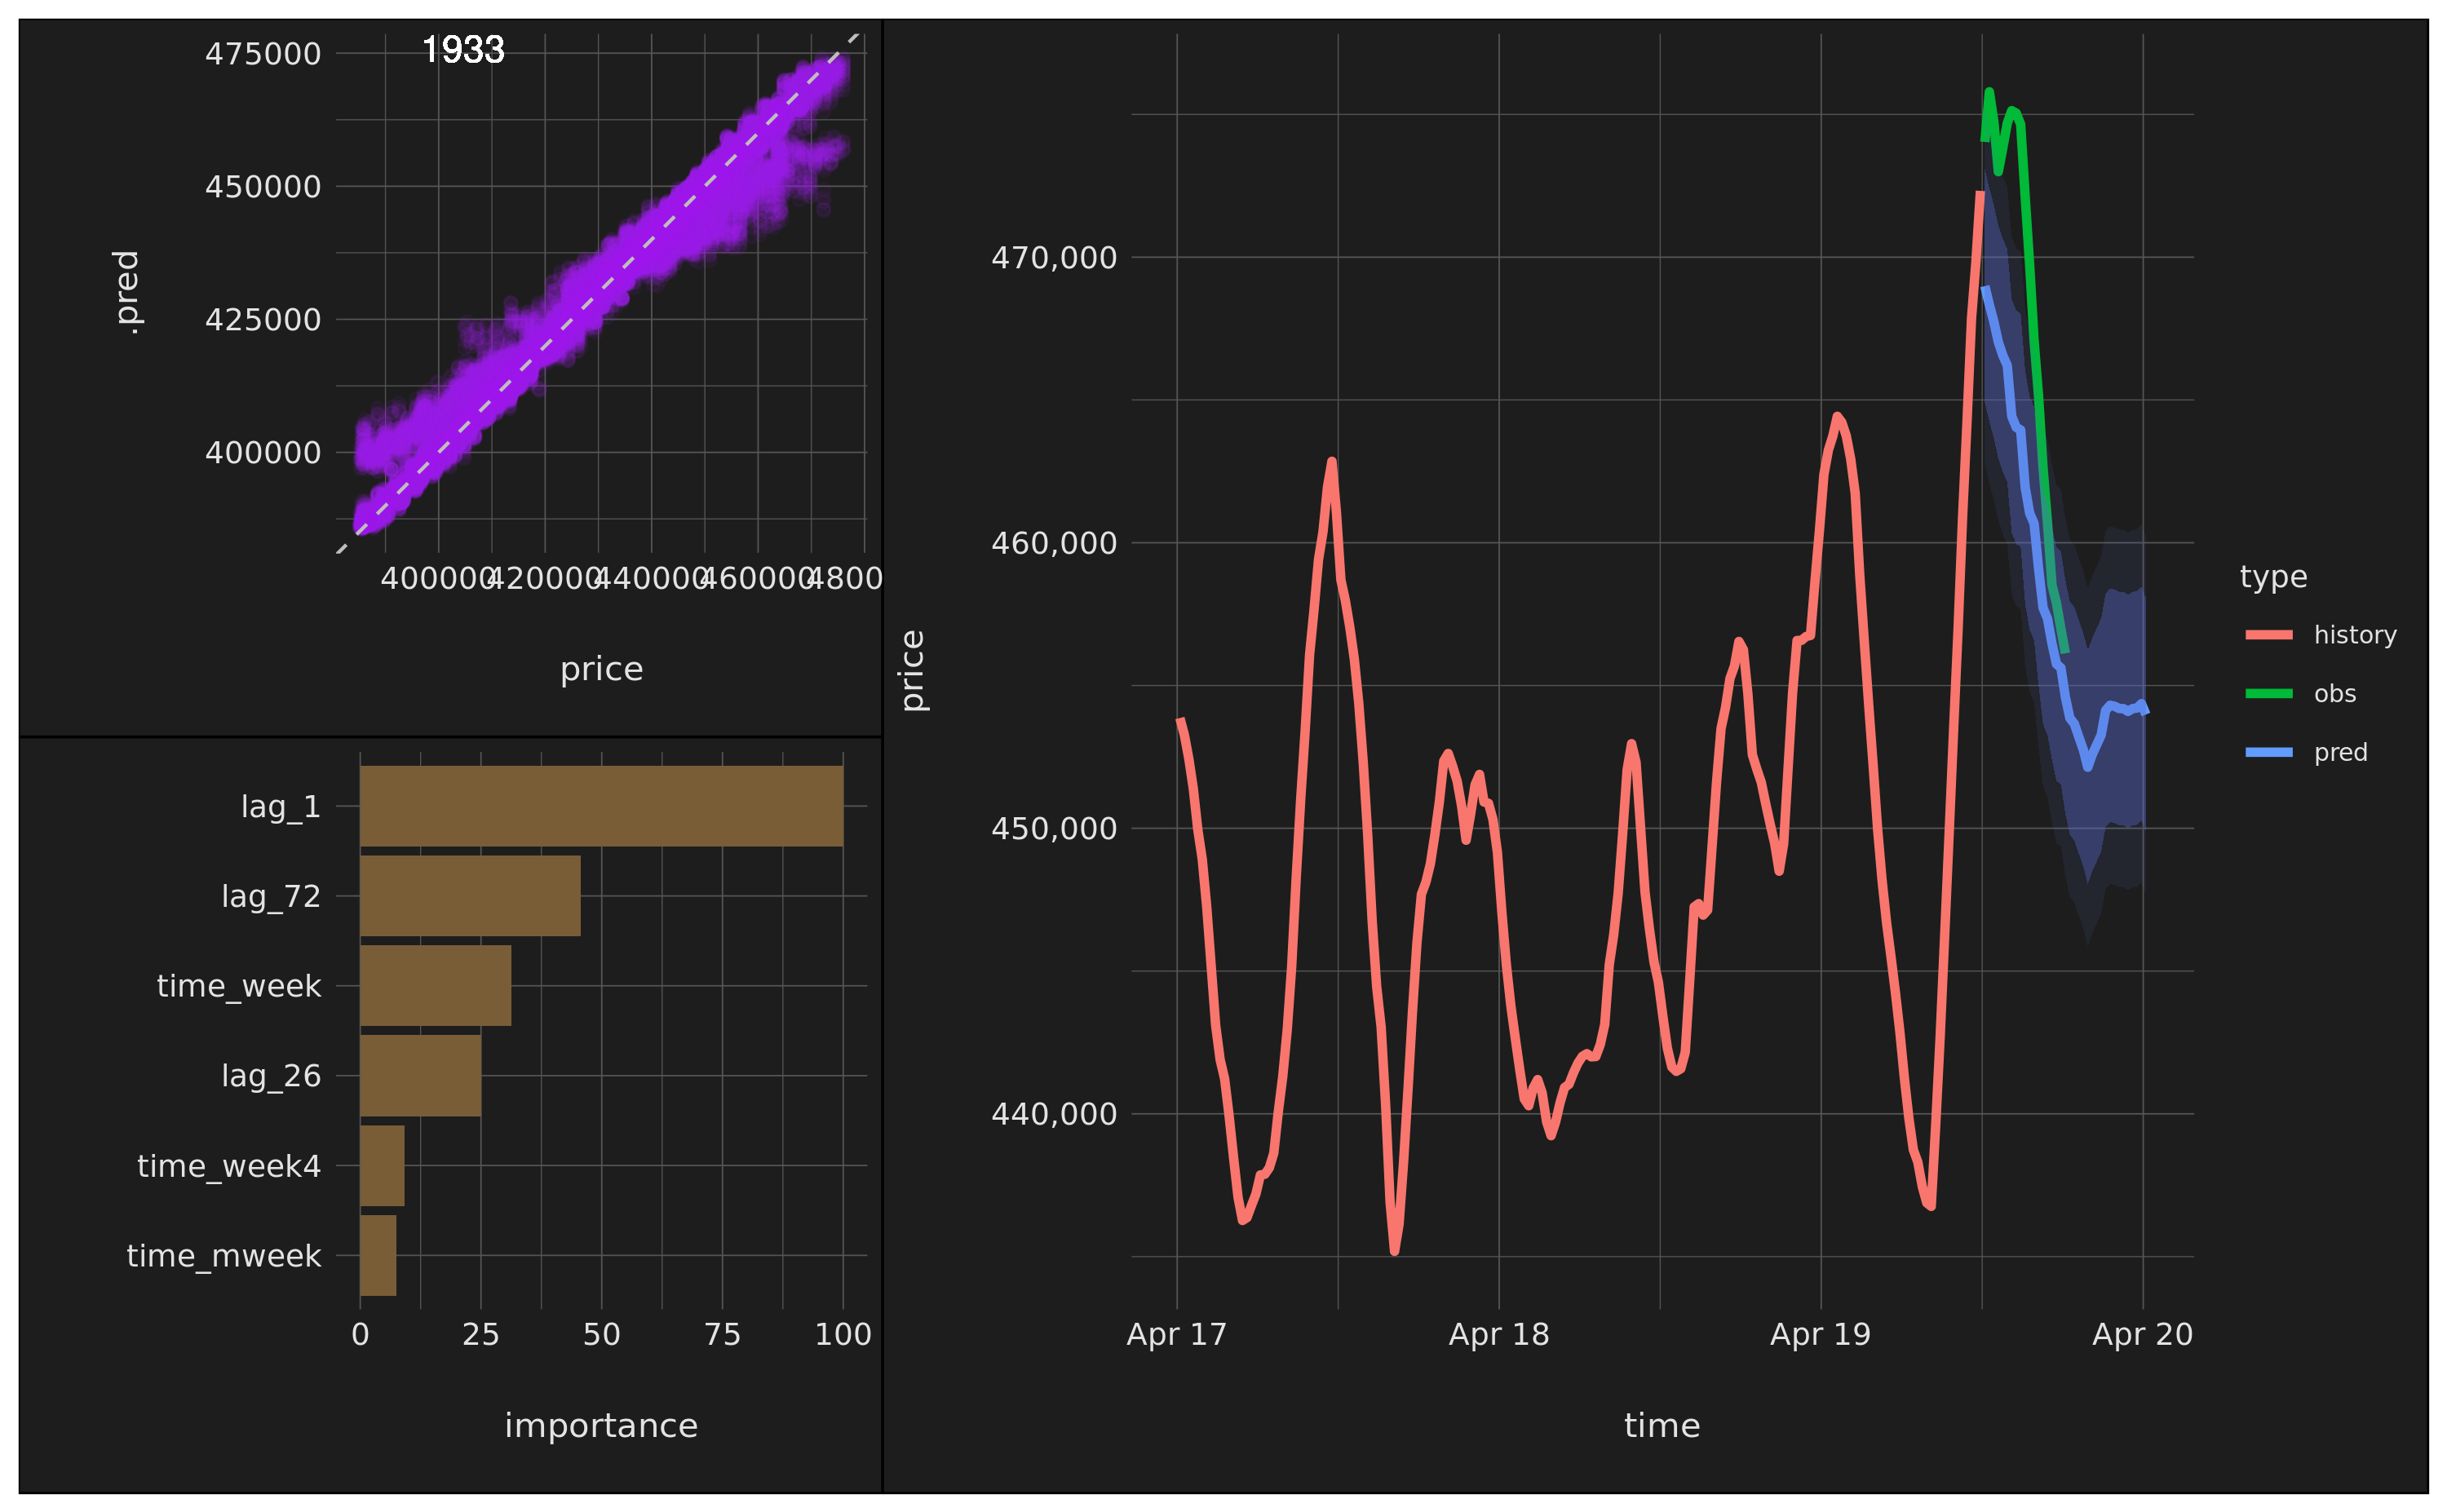 1933
475000
450000
425000
400000
.pred
400000 420000 440000 460000 4800
price
lag_1
lag_72
time_week
lag_26
time_week4
time_mweek
0 25 50 75 100
importance
470,000
460,000
450,000
440,000
price
Apr 17 Apr 18 Apr 19 Apr 20
time
type
history
obs
pred